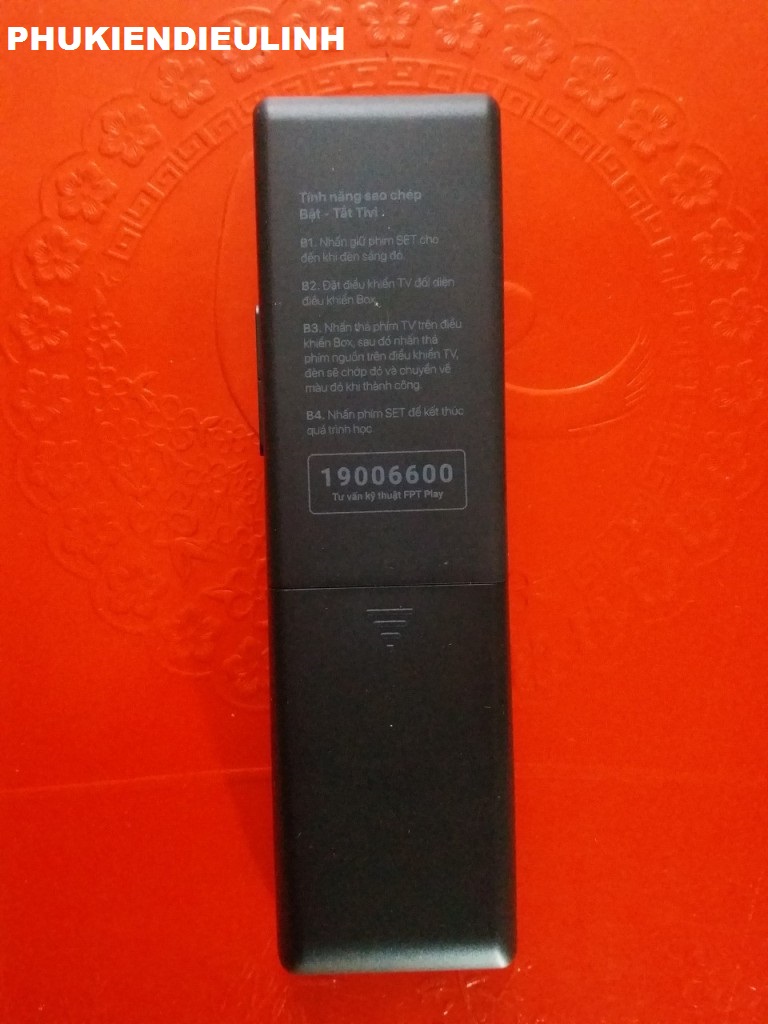 PHUKIENDIEULINH
Tính năng sao chép
Bật - Tắt Tivi
B1. Nhấn giữ phím SET cho
đến khi đèn sáng đỏ.
B2. Đặt điều khiển TV đối diện
điều khiển Box.
B3. Nhấn thả phím TV trên điều
khiển Box, sau đó nhấn thả
phím nguồn trên điều khiển TV,
đèn sẽ chớp đỏ và chuyển về
màu đỏ khi thành công.
B4. Nhấn phím SET để kết thúc
quá trình học
19006600
Tư vấn kỹ thuật FPT Play